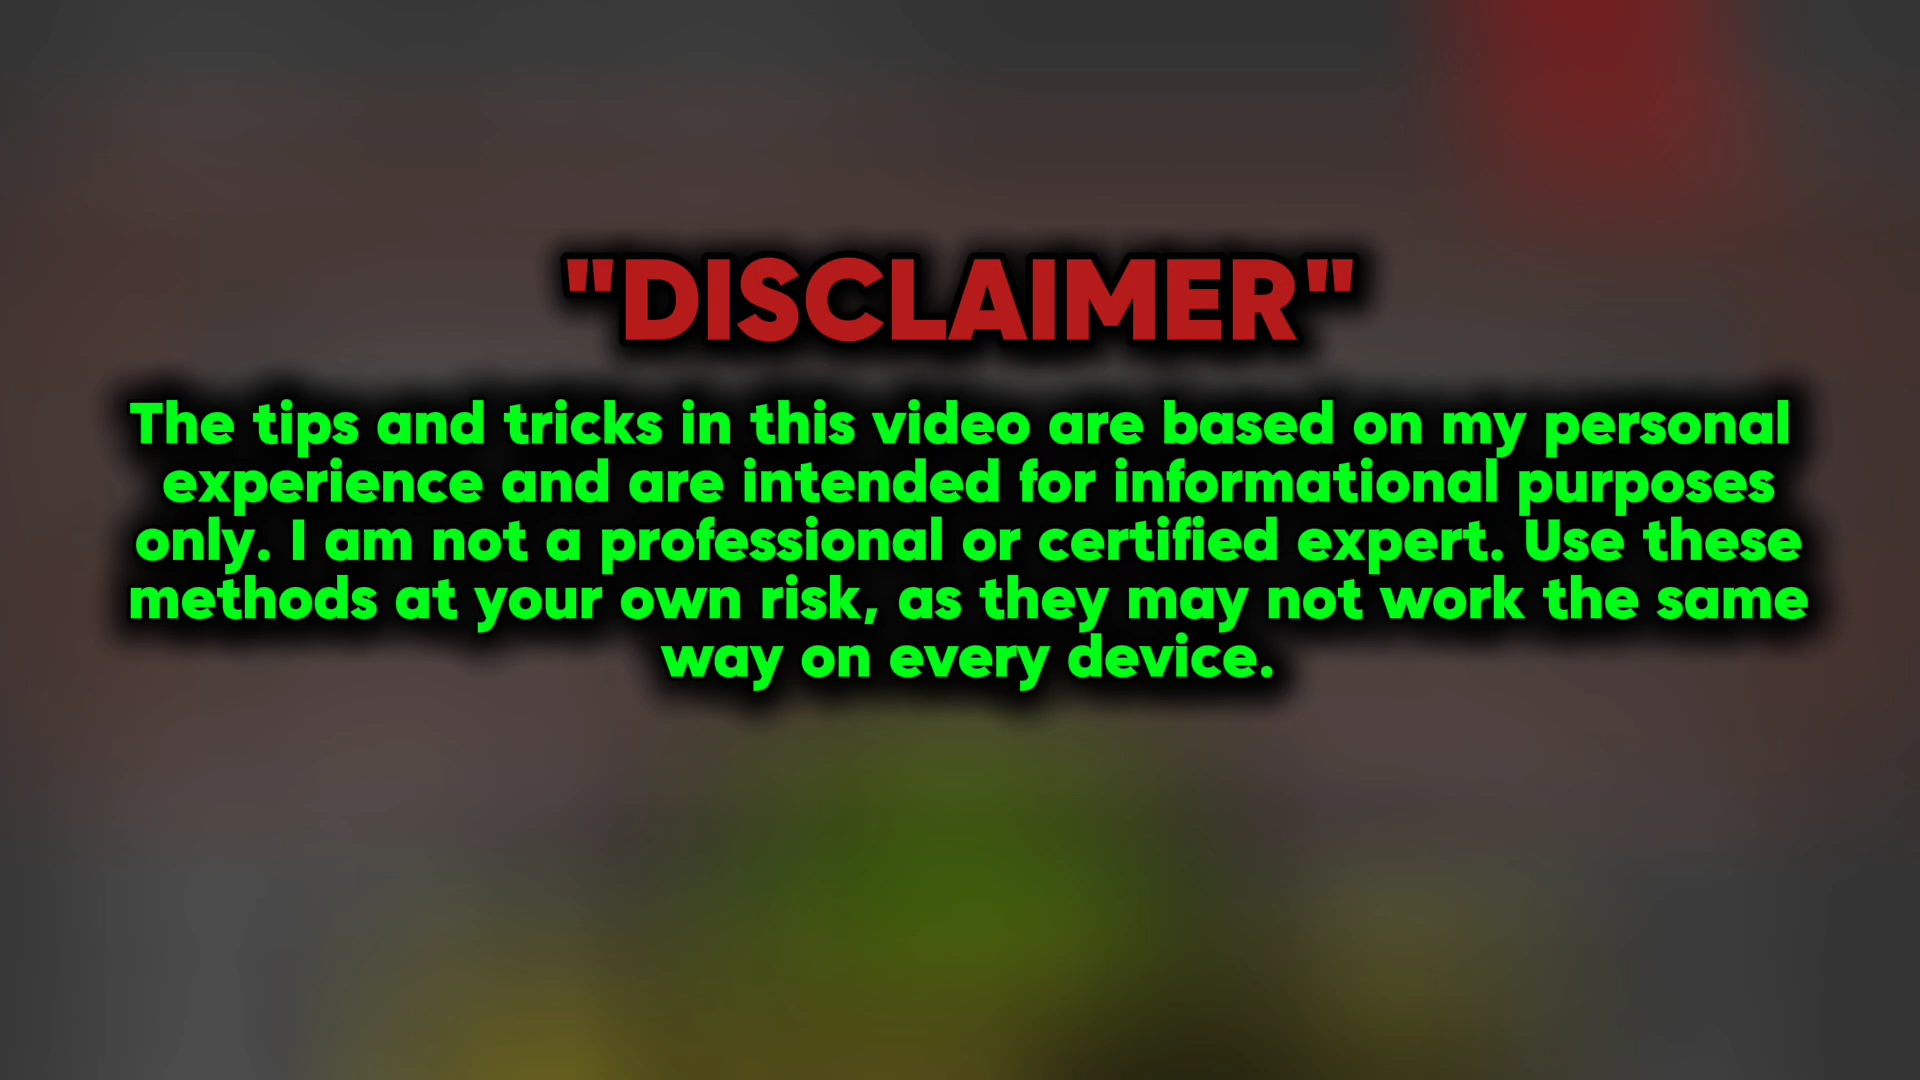 "DISCLAIMER"
The tips and tricks in this video are based on my personal
experience and are intended for informational purposes
only. I am not a professional or certified expert. Use these
methods at your own risk, as they may not work the same
way on every device.